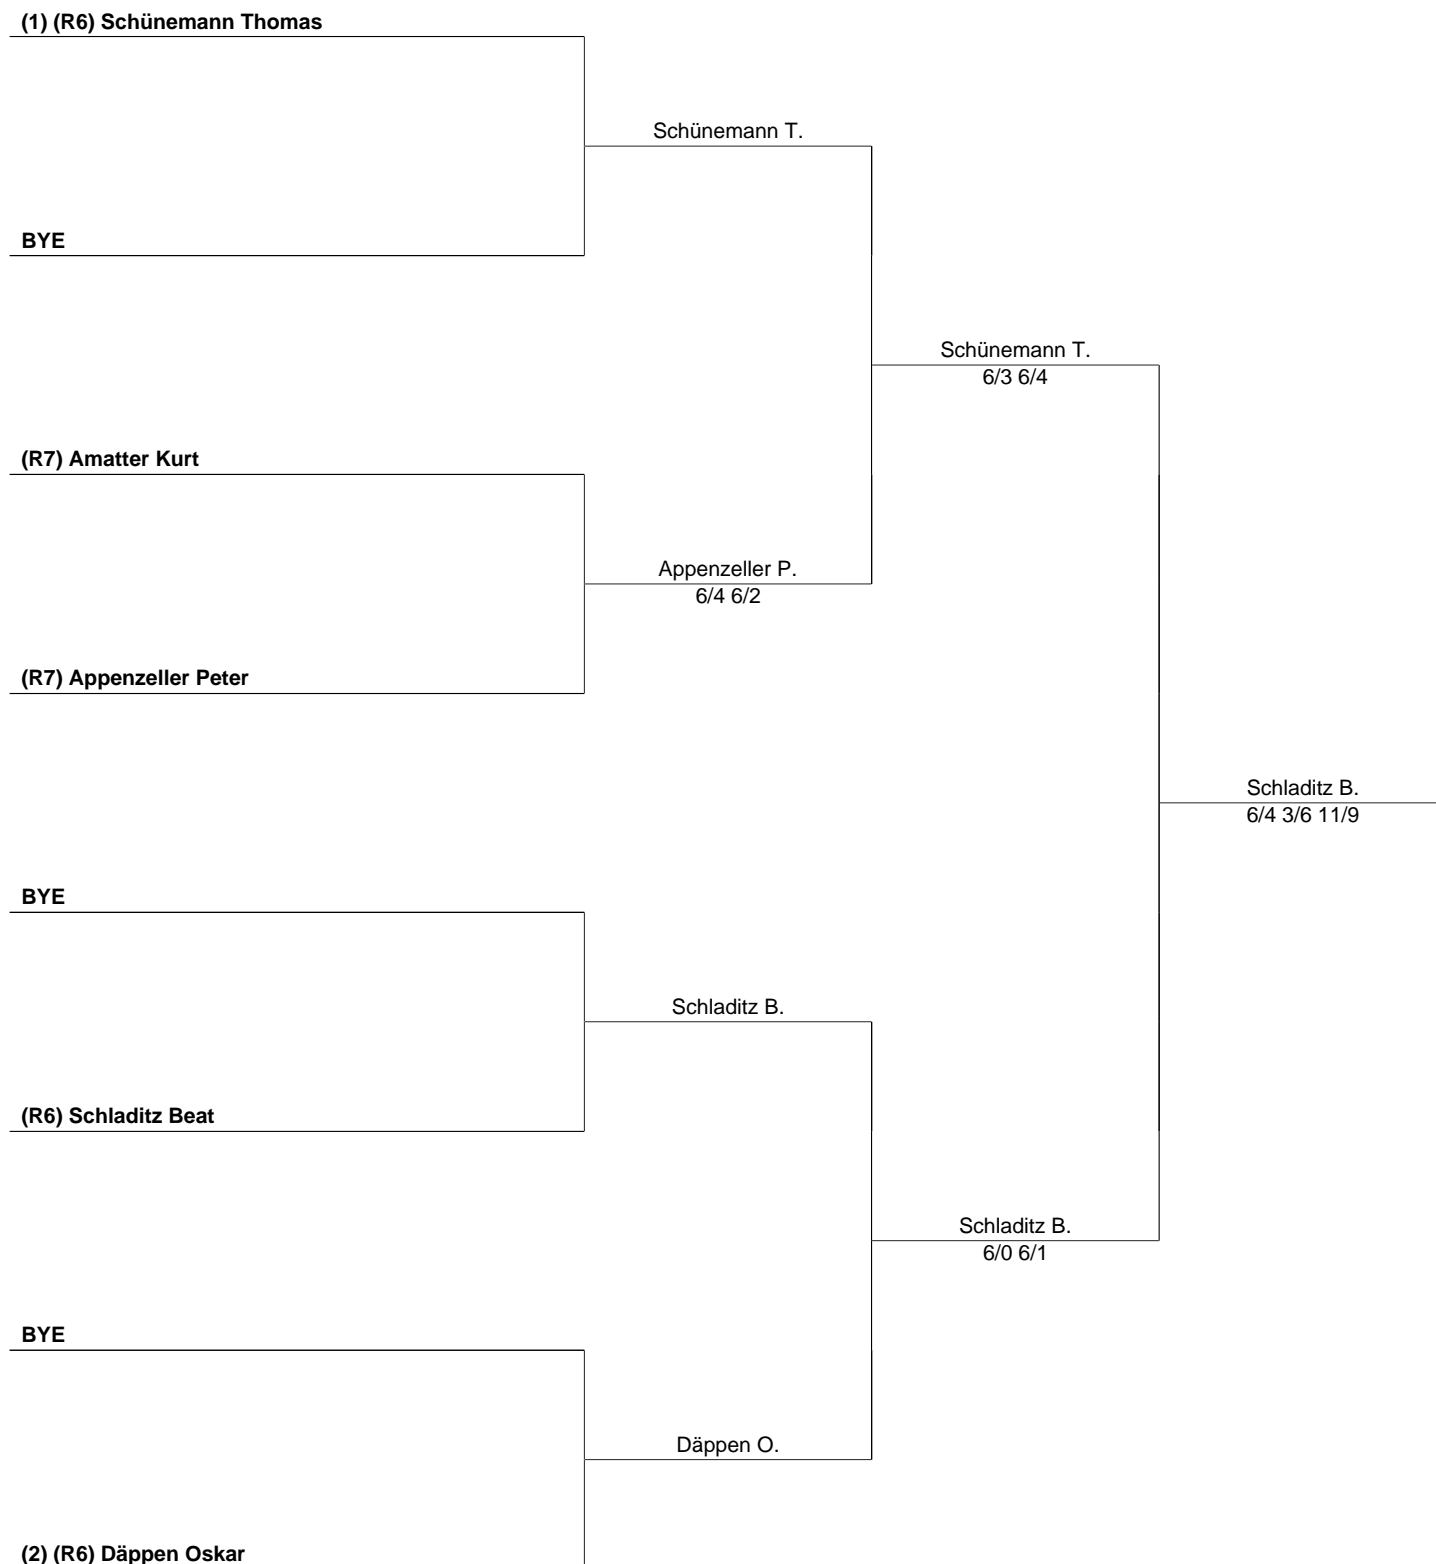 (1) (R6) Schünemann Thomas
Schünemann T.
BYE
Schünemann T.
6/3 6/4
(R7) Amatter Kurt
Appenzeller P.
6/4 6/2
(R7) Appenzeller Peter
Schladitz B.
6/4 3/6 11/9
BYE
Schladitz B.
(R6) Schladitz Beat
Schladitz B.
6/0 6/1
BYE
Däppen O.
(2) (R6) Däppen Oskar